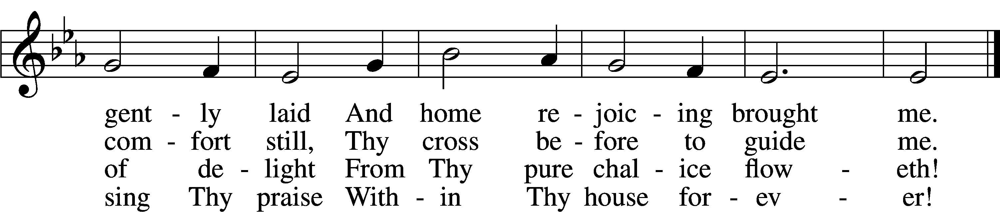 gent - ly laid And home re - joic - ing brought me.
com - fort still, Thy cross be - fore to guide me.
of de - light From Thy pure chal - ice flow - eth!
sing Thy praise With - in Thy house for - ev - er!